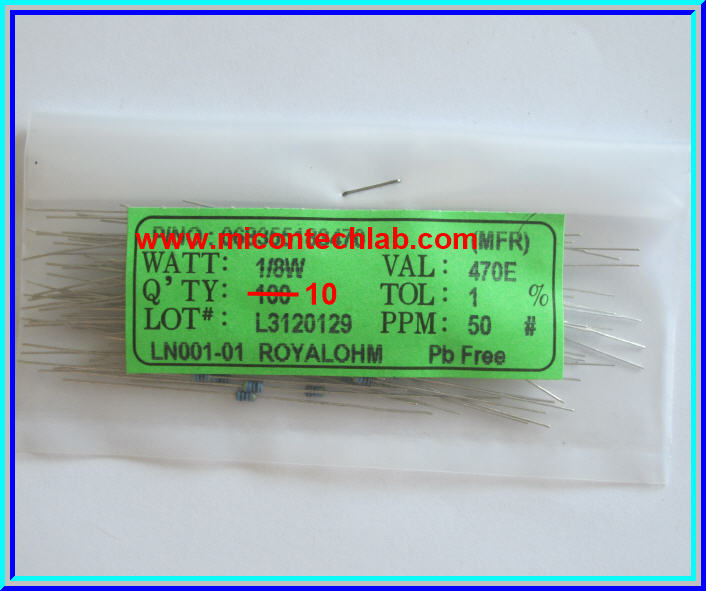 P/NO :
www.micontechlab.com
(MFR)
WATT: 1/8W VAL: 470E
Q'TY: 100 10 TOL: 1 %
LOT#: L3120129 PPM: 50 #
LN001-01 ROYALOHM Pb Free